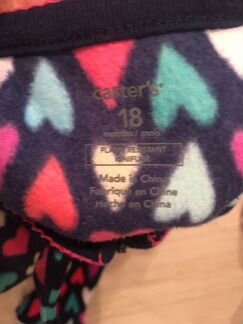 carter's
18
months / mois
FLAME RESISTANT
IGNIFUGE
Made in China
Fabriqué en Chine
Hecho en China